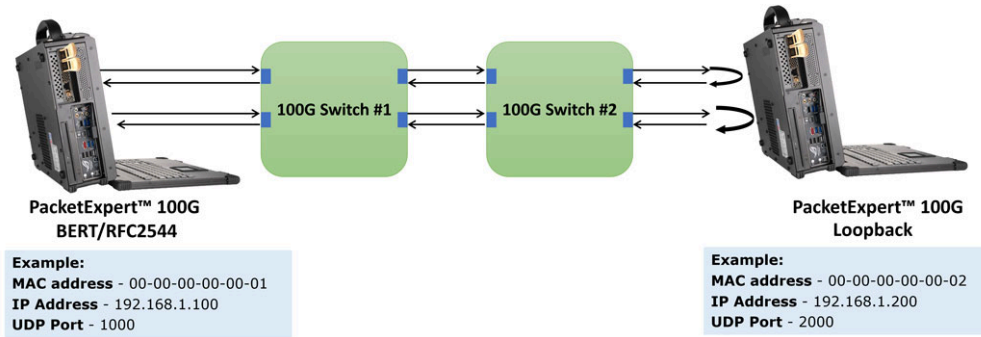 100G Switch #1
100G Switch #2
PacketExpert™ 100G
BERT/RFC2544
PacketExpert™ 100G
Loopback
Example:
MAC address - 00-00-00-00-00-01
IP Address - 192.168.1.100
UDP Port - 1000
Example:
MAC address - 00-00-00-00-00-02
IP Address - 192.168.1.200
UDP Port - 2000